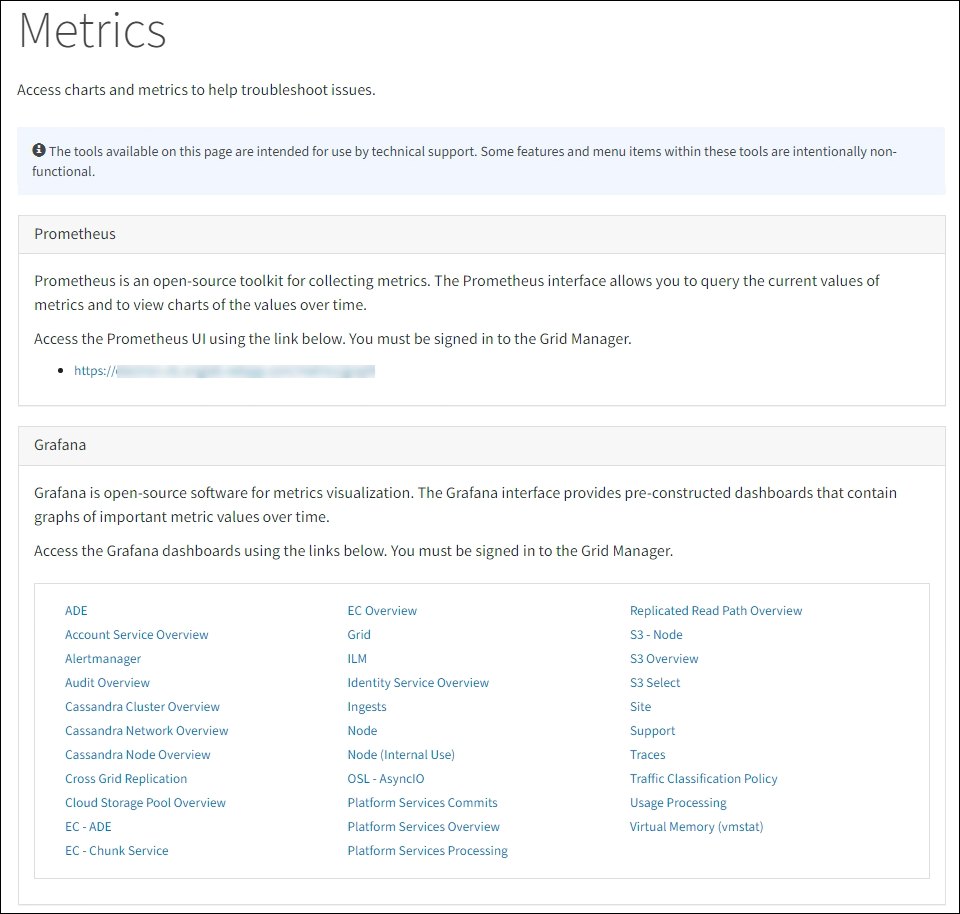 Metrics
Access charts and metrics to help troubleshoot issues.
The tools available on this page are intended for use by technical support. Some features and menu items within these tools are intentionally non-
functional.
Prometheus
Prometheus is an open-source toolkit for collecting metrics. The Prometheus interface allows you to query the current values of
metrics and to view charts of the values over time.
Access the Prometheus UI using the link below. You must be signed in to the Grid Manager.
• https://
Grafana
Grafana is open-source software for metrics visualization. The Grafana interface provides pre-constructed dashboards that contain
graphs of important metric values over time.
Access the Grafana dashboards using the links below. You must be signed in to the Grid Manager.
ADE
Account Service Overview
Alertmanager
Audit Overview
Cassandra Cluster Overview
Cassandra Network Overview
Cassandra Node Overview
Cross Grid Replication
Cloud Storage Pool Overview
EC - ADE
EC - Chunk Service
EC Overview
Grid
ILM
Identity Service Overview
Ingests
Node
Node (Internal Use)
OSL - AsyncIO
Platform Services Commits
Platform Services Overview
Platform Services Processing
Replicated Read Path Overview
S3 - Node
S3 Overview
S3 Select
Site
Support
Traces
Traffic Classification Policy
Usage Processing
Virtual Memory (vmstat)